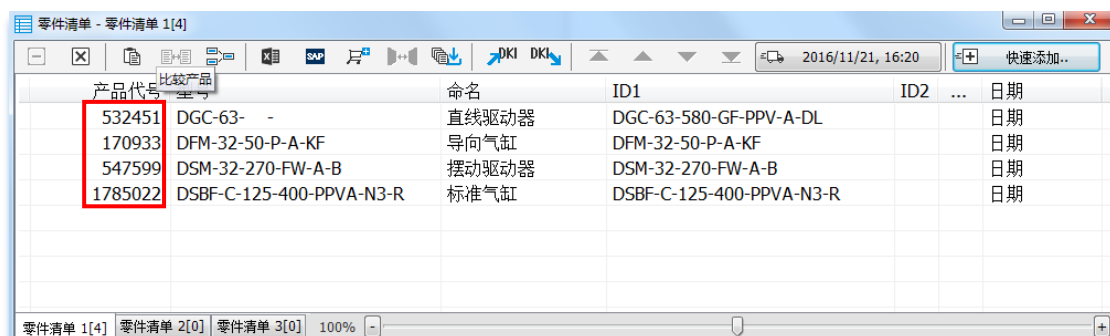 零件清单 - 零件清单 1[4]
SAP DKI DKI 2016/11/21, 16:20 快速添加..
比较产品
产品代号 型号 命名 ID1 ID2 ... 日期
532451 DGC-63- - 直线驱动器 DGC-63-580-GF-PPV-A-DL 日期
170933 DFM-32-50-P-A-KF 导向气缸 DFM-32-50-P-A-KF 日期
547599 DSM-32-270-FW-A-B 摆动驱动器 DSM-32-270-FW-A-B 日期
1785022 DSBF-C-125-400-PPVA-N3-R 标准气缸 DSBF-C-125-400-PPVA-N3-R 日期
零件清单 1[4] 零件清单 2[0] 零件清单 3[0] 100%